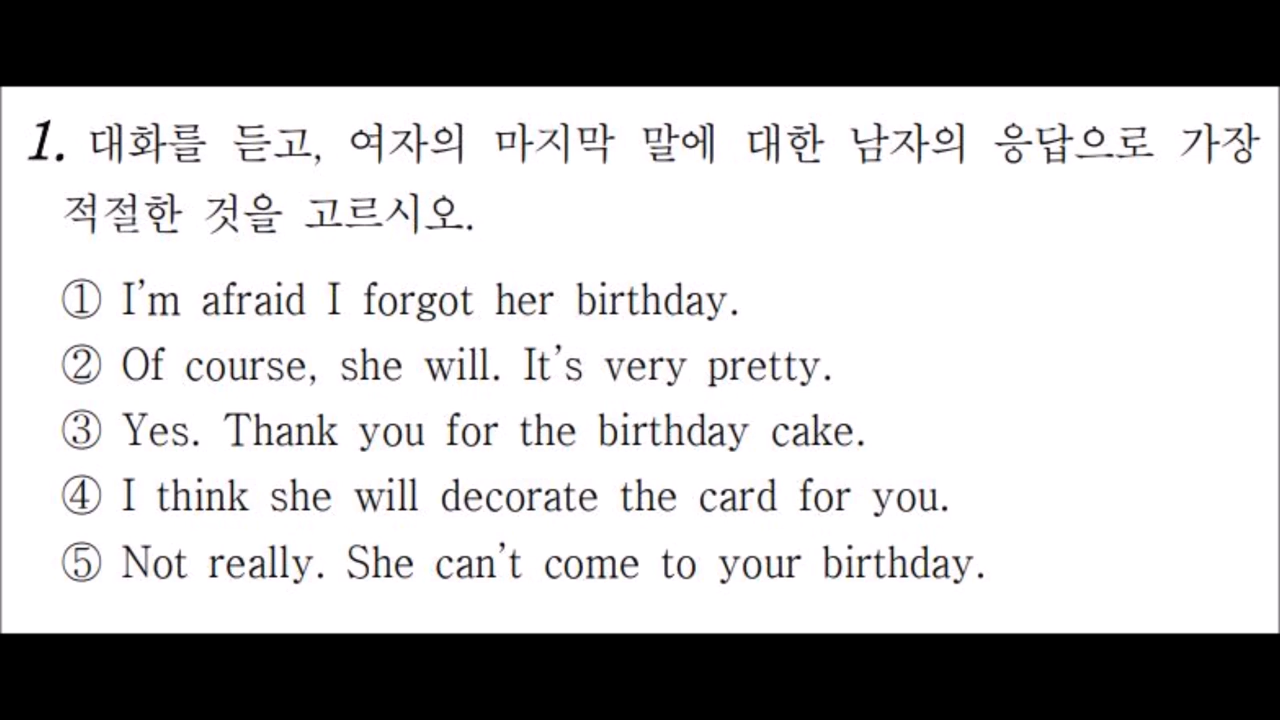 1. 대화를 듣고, 여자의 마지막 말에 대한 남자의 응답으로 가장
적절한 것을 고르시오.
① I'm afraid I forgot her birthday.
② Of course, she will. It's very pretty.
③ Yes. Thank you for the birthday cake.
④ I think she will decorate the card for you.
⑤ Not really. She can't come to your birthday.